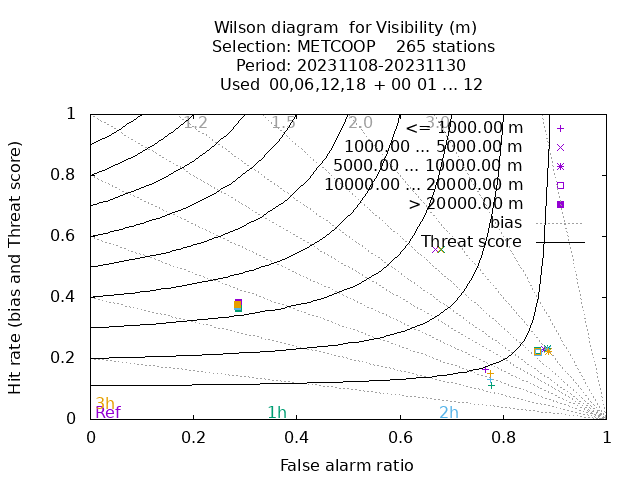 Wilson diagram  for Visibility (m)
Selection: METCOOP    265 stations
Period: 20231108-20231130
Used  00,06,12,18  + 00 01 ... 12
Hit rate (bias and Threat score)
1
0.8
0.6
0.4
0.2
0
1.2 1.5 2.0 3.0
<= 1000.00 m
1000.00 ... 5000.00 m
5000.00 ... 10000.00 m
10000.00 ... 20000.00 m
> 20000.00 m
bias
Threat score
3h
Ref 1h 2h
0 0.2 0.4 0.6 0.8 1
False alarm ratio